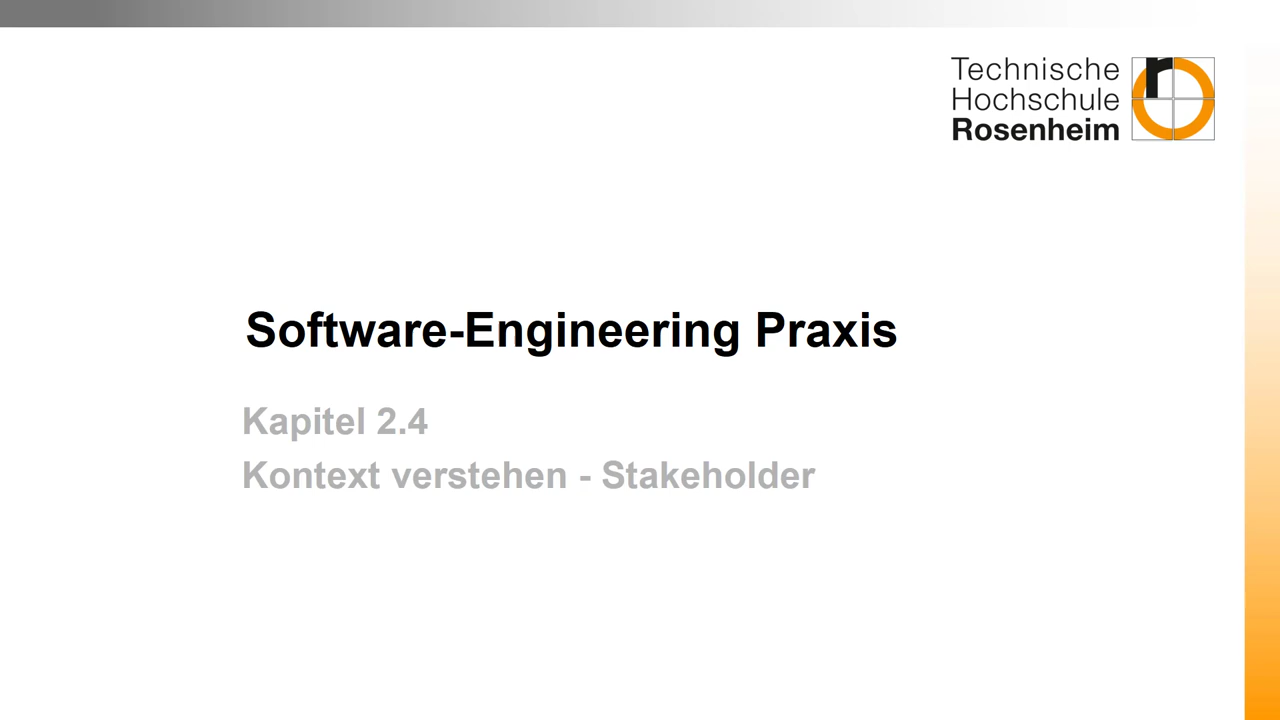 Technische
Hochschule
Rosenheim
Software-Engineering Praxis
Kapitel 2.4
Kontext verstehen - Stakeholder